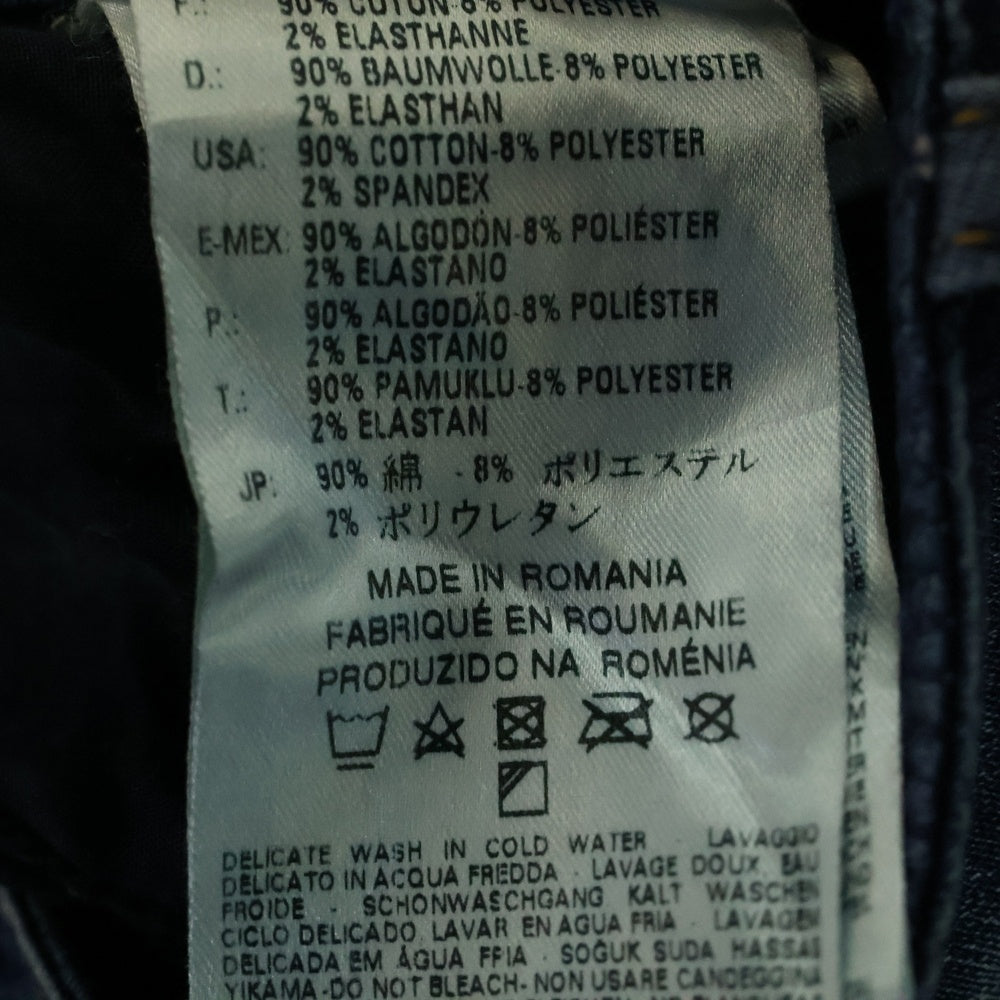 F.: 90% COTON-8% POLYESTER
2% ELASTHANNE
D.: 90% BAUMWOLLE-8% POLYESTER
2% ELASTHAN
USA: 90% COTTON-8% POLYESTER
2% SPANDEX
E-MEX: 90% ALGODÓN-8% POLIÉSTER
2% ELASTANO
P.: 90% ALGODÃO-8% POLIÉSTER
2% ELASTANO
T.: 90% PAMUKLU-8% POLYESTER
2% ELASTAN
JP: 90% 綿 -8% ポリエステル
2% ポリウレタン
MADE IN ROMANIA
FABRIQUÉ EN ROUMANIE
PRODUZIDO NA ROMÉNIA
DELICATE WASH IN COLD WATER - LAVAGGIO
DELICATO IN ACQUA FREDDA - LAVAGE DOUX EAU
FROIDE - SCHONWASCHGANG KALT WASCHEN
CICLO DELICADO LAVAR EN AGUA FRIA - LAVAGEM
DELICADA EM ÁGUA FFIA - SOĞUK SUDA HASSAS
YIKAMA -DO NOT BLEACH- NON USARE CANDEGGINA